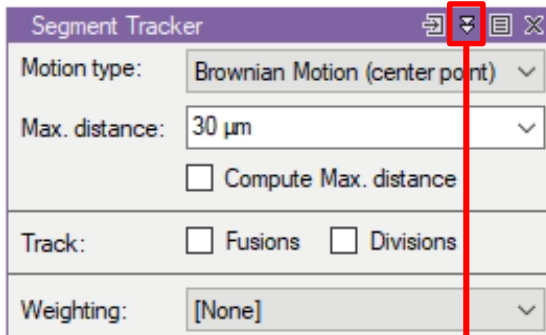 Segment Tracker
Motion type: Brownian Motion (center point)
Max. distance: 30 µm
Compute Max. distance
Track: Fusions Divisions
Weighting: [None]